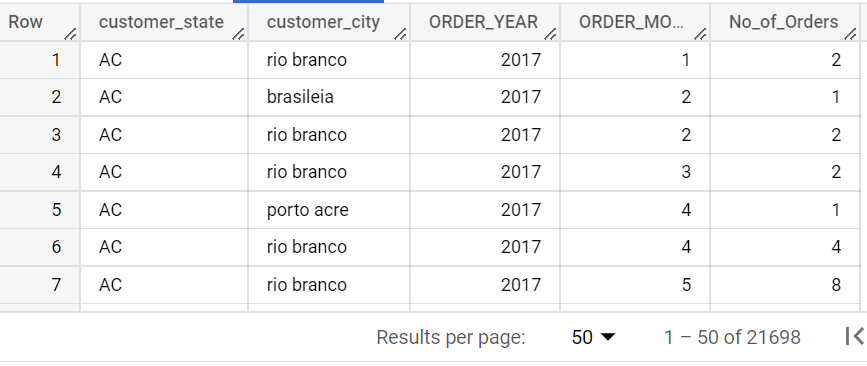 Row customer_state customer_city ORDER_YEAR ORDER_MO... No_of_Orders
1 AC rio branco 2017 1 2
2 AC brasileia 2017 2 1
3 AC rio branco 2017 2 2
4 AC rio branco 2017 3 2
5 AC porto acre 2017 4 1
6 AC rio branco 2017 4 4
7 AC rio branco 2017 5 8
Results per page: 50 1 – 50 of 21698